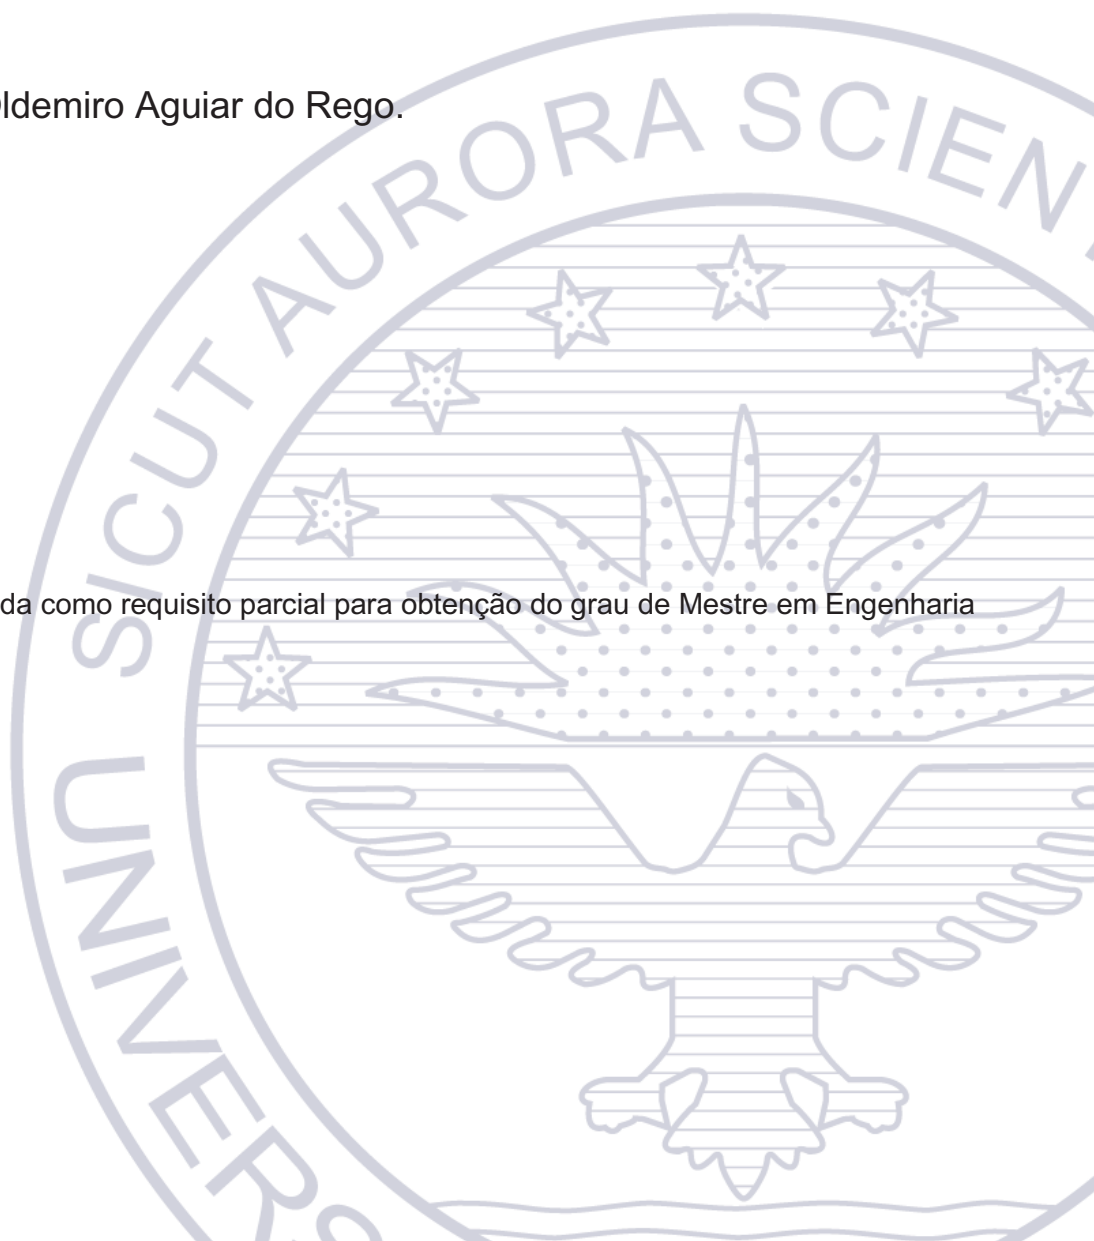 ldemiro Aguiar do Rego.
SICUT AURORA SCIEN
da como requisito parcial para obtenção do grau de Mestre em Engenharia
UNIVERS